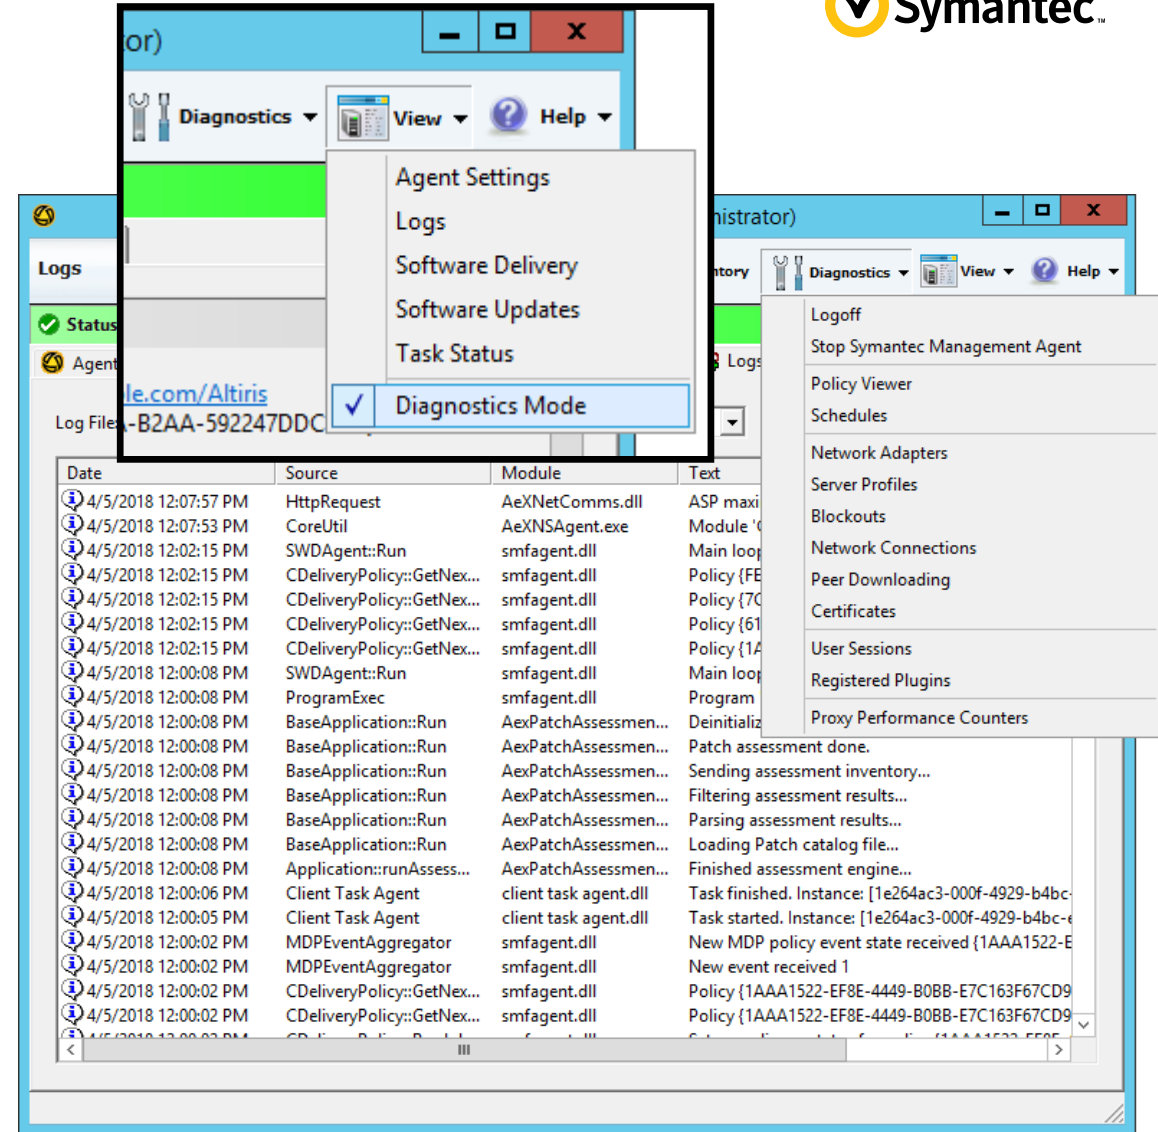 Symantec™
tor)
Diagnostics
View
Help
Agent Settings
Logs
Software Delivery
Software Updates
Task Status
Diagnostics Mode
ple.com/Altiris
-B2AA-592247DDC
inistrator)
Logs
ntory
Diagnostics
View
Help
Status
Agent
Logs
Log File:
Logoff
Stop Symantec Management Agent
Policy Viewer
Schedules
Network Adapters
Server Profiles
Blockouts
Network Connections
Peer Downloading
Certificates
User Sessions
Registered Plugins
Proxy Performance Counters
Date Source Module Text
4/5/2018 12:07:57 PM HttpRequest AeXNetComms.dll ASP maxi
4/5/2018 12:07:53 PM CoreUtil AeXNSAgent.exe Module '
4/5/2018 12:02:15 PM SWDAgent::Run smfagent.dll Main loop
4/5/2018 12:02:15 PM CDeliveryPolicy::GetNex... smfagent.dll Policy {FE
4/5/2018 12:02:15 PM CDeliveryPolicy::GetNex... smfagent.dll Policy {7C
4/5/2018 12:02:15 PM CDeliveryPolicy::GetNex... smfagent.dll Policy {61
4/5/2018 12:02:15 PM CDeliveryPolicy::GetNex... smfagent.dll Policy {1A
4/5/2018 12:00:08 PM SWDAgent::Run smfagent.dll Main loop
4/5/2018 12:00:08 PM ProgramExec smfagent.dll Program
4/5/2018 12:00:08 PM BaseApplication::Run AexPatchAssessmen... Deinitializ
4/5/2018 12:00:08 PM BaseApplication::Run AexPatchAssessmen... Patch assessment done.
4/5/2018 12:00:08 PM BaseApplication::Run AexPatchAssessmen... Sending assessment inventory...
4/5/2018 12:00:08 PM BaseApplication::Run AexPatchAssessmen... Filtering assessment results...
4/5/2018 12:00:08 PM BaseApplication::Run AexPatchAssessmen... Parsing assessment results...
4/5/2018 12:00:08 PM BaseApplication::Run AexPatchAssessmen... Loading Patch catalog file...
4/5/2018 12:00:08 PM Application::runAssess... AexPatchAssessmen... Finished assessment engine...
4/5/2018 12:00:06 PM Client Task Agent client task agent.dll Task finished. Instance: [1e264ac3-000f-4929-b4bc-
4/5/2018 12:00:05 PM Client Task Agent client task agent.dll Task started. Instance: [1e264ac3-000f-4929-b4bc-e
4/5/2018 12:00:02 PM MDPEventAggregator smfagent.dll New MDP policy event state received {1AAA1522-E
4/5/2018 12:00:02 PM MDPEventAggregator smfagent.dll New event received 1
4/5/2018 12:00:02 PM CDeliveryPolicy::GetNex... smfagent.dll Policy {1AAA1522-EF8E-4449-B0BB-E7C163F67CD9
4/5/2018 12:00:02 PM CDeliveryPolicy::GetNex... smfagent.dll Policy {1AAA1522-EF8E-4449-B0BB-E7C163F67CD9